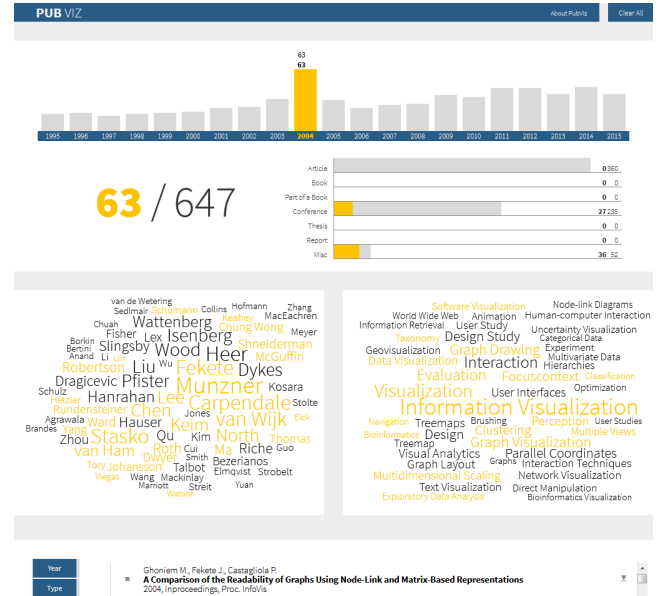 PUB VIZ
About PubViz
Clear All
63
63
1995 1996 1997 1998 1999 2000 2001 2002 2003 2004 2005 2006 2007 2008 2009 2010 2011 2012 2013 2014 2015
63 / 647
Article 0 360
Book 0 0
Part of a Book 0 0
Conference 27 235
Thesis 0 0
Report 0 0
Misc 36 52
van de Wetering
Sedlmair Schumann Collins Hofmann Zhang
Chuah Wattenberg Keahey MacEachren
Fisher Lex Isenberg Chung Wong Meyer
Borkin Bertini Slingsby Wood Heer Shneiderman
Anand Li Lin Liu Wu Fekete Dykes McGuffin
Robertson
Dragicevic Pfister Munzner Kosara
Schulz Hetzler Hanrahan Lee Carpendale Stolte
Rundensteiner Chen Jones van Wijk Eick
Agrawala Ward Hauser Keim
Brandes Yang Zhou Stasko Qu Kim North Thomas
van Ham Roth Cui Ma Riche Guo
Dwyer Smith Bezerianos
Tory Johansson Talbot Elmqvist Strobelt
Viegas Wang Mackinlay
Marriott Streit Yuan
Watson
Software Visualization Node-link Diagrams
World Wide Web Animation Human-computer Interaction
Information Retrieval User Study Uncertainty Visualization
Taxonomy Design Study Categorical Data
Geovisualization Graph Drawing Experiment
Data Visualization Interaction Multivariate Data
Hierarchies
Evaluation Focuscontext Classification
Visualization User Interfaces Optimization
Information Visualization
Navigation Treemaps Brushing Perception User Studies
Bioinformatics Design Clustering Multiple Views
Treemap Graph Visualization
Visual Analytics Parallel Coordinates
Graph Layout Graphs Interaction Techniques
Multidimensional Scaling Network Visualization
Text Visualization Direct Manipulation
Exploratory Data Analysis Bioinformatics Visualization
Year
Type
Ghoniem M., Fekete J., Castagliola P.
A Comparison of the Readability of Graphs Using Node-Link and Matrix-Based Representations
2004, Inproceedings, Proc. InfoVis